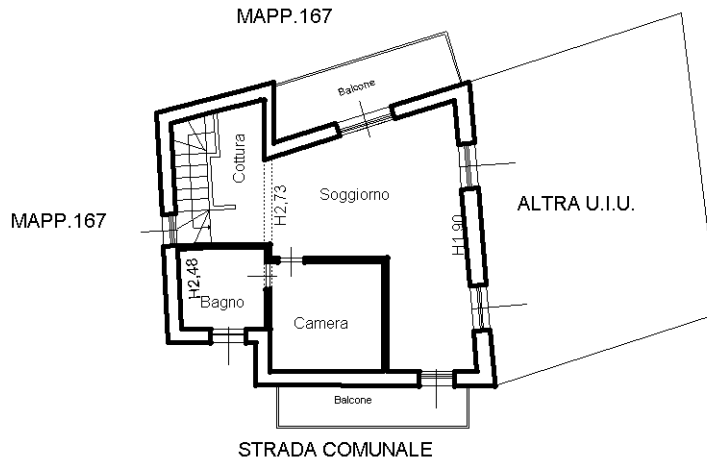 MAPP.167
Balcone
Cottura
H2,73
Soggiorno
ALTRA U.I.U.
MAPP.167
H1,90
H2,48
Bagno
Camera
Balcone
STRADA COMUNALE